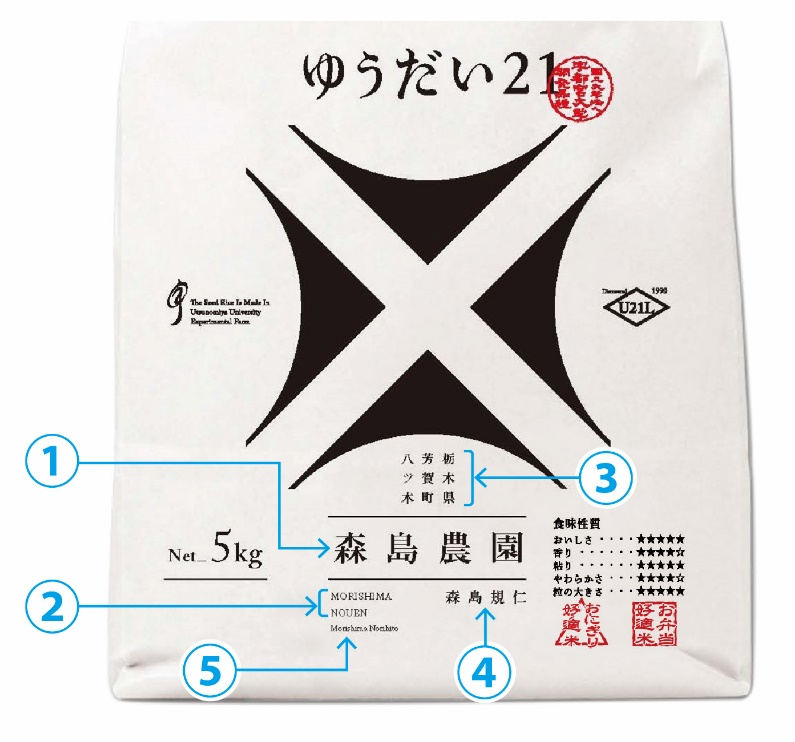 ゆうだい21
The Seed Rice Is Made In
Utsunomiya University
Experimental Farm
1990
U21L
①
③
栃木県
芳賀町
八ツ木
森島農園
Net_5kg
食味性質
おいしさ・・・・★★★★★
香り・・・・・・★★★★☆
粘り・・・・・・★★★★★
やわらかさ・・・★★★★☆
粒の大きさ・・・★★★★★
②
MORISHIMA
NOUEN
Morishima Norihito
森島規仁
おにぎり
好適米
お弁当
好適米
⑤
④